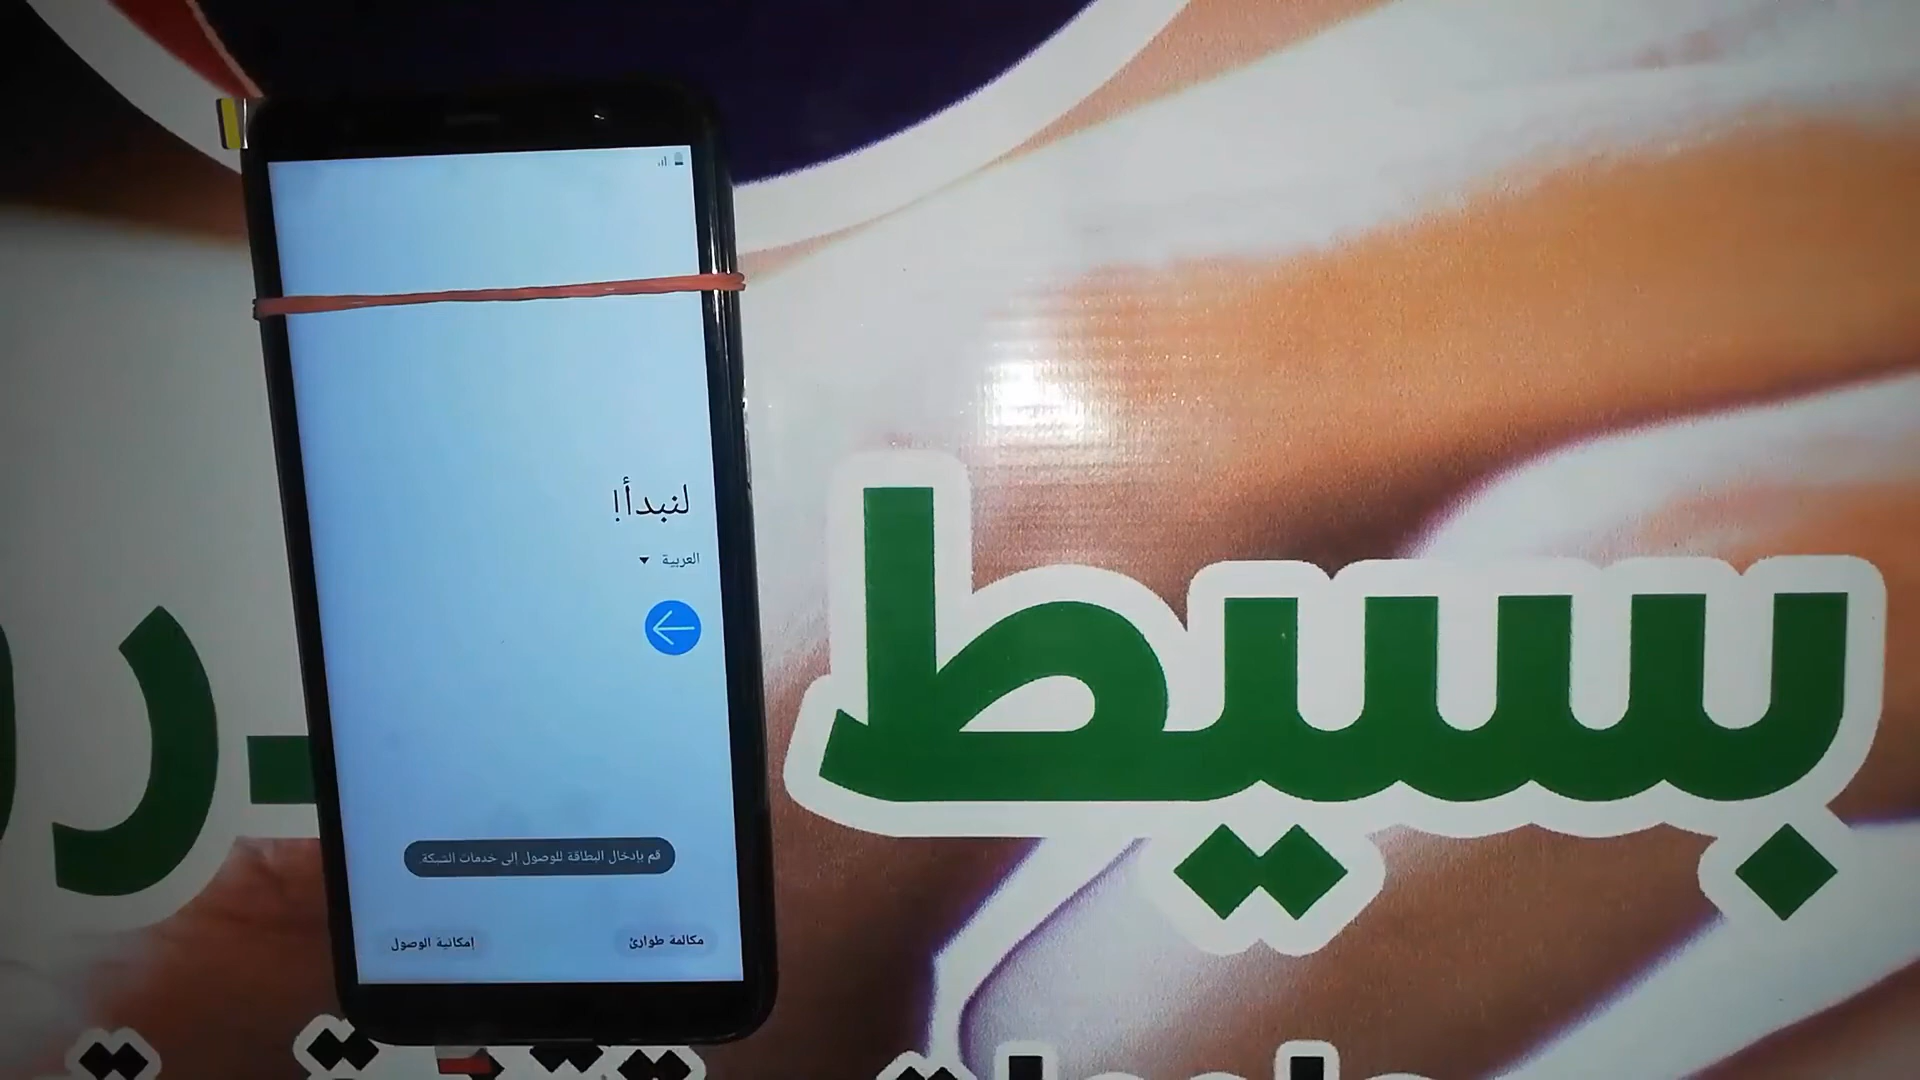 لنبدأ!
العربية
قم بإدخال البطاقة للوصول إلى خدمات الشبكة
مكالمة طوارئ
إمكانية الوصول
بسيط